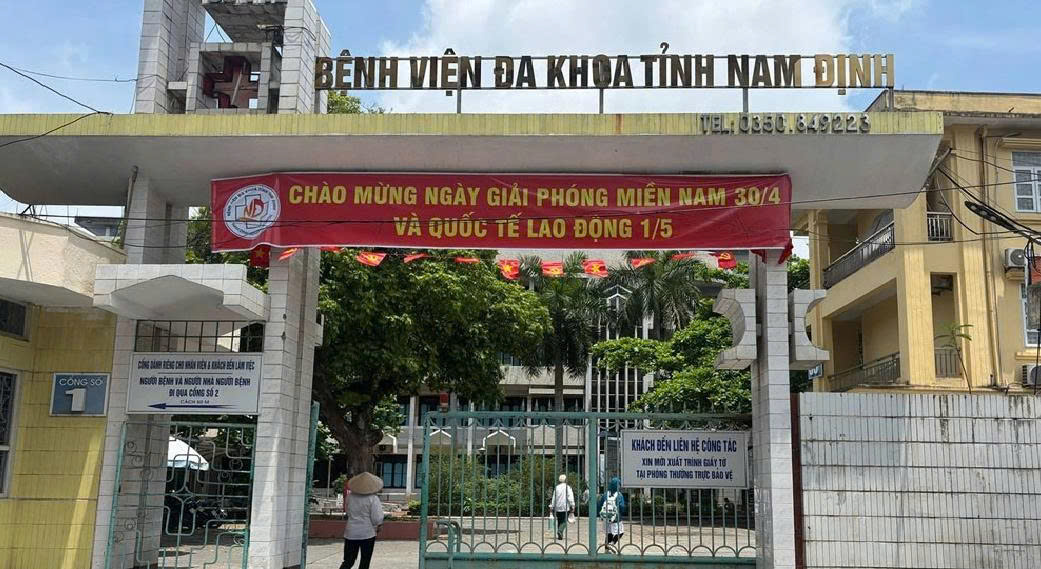 BỆNH VIỆN ĐA KHOA TỈNH NAM ĐỊNH
TEL: 0350.849223
CHÀO MỪNG NGÀY GIẢI PHÓNG MIỀN NAM 30/4
VÀ QUỐC TẾ LAO ĐỘNG 1/5
CỔNG SỐ
1
CỔNG DÀNH RIÊNG CHO NHÂN VIÊN & KHÁCH ĐẾN LÀM VIỆC
NGƯỜI BỆNH VÀ NGƯỜI NHÀ NGƯỜI BỆNH
ĐI QUA CỔNG SỐ 2
KHÁCH ĐẾN LIÊN HỆ CÔNG TÁC
XIN MỜI XUẤT TRÌNH GIẤY TỜ
TẠI PHÒNG THƯỜNG TRỰC BẢO VỆ